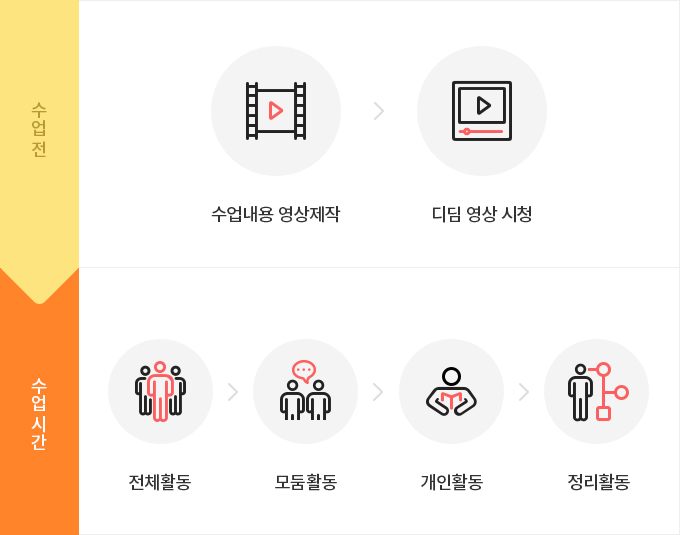 수업 전
수업내용 영상제작
디딤 영상 시청
수업시간
전체활동
모둠활동
개인활동
정리활동